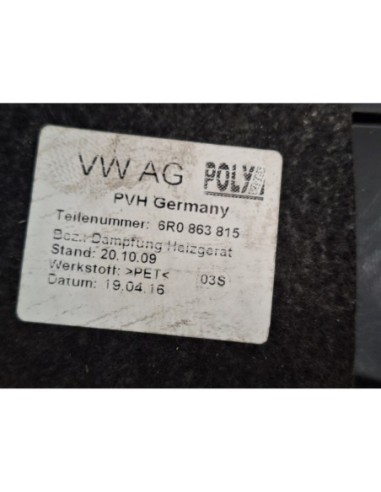 VW AG POLY
PVH Germany
Teilenummer: 6R0 863 815
Bez.: Dämpfung Heizgerät
Stand: 20.10.09
Werkstoff: >PET< 03S
Datum: 19.04.16